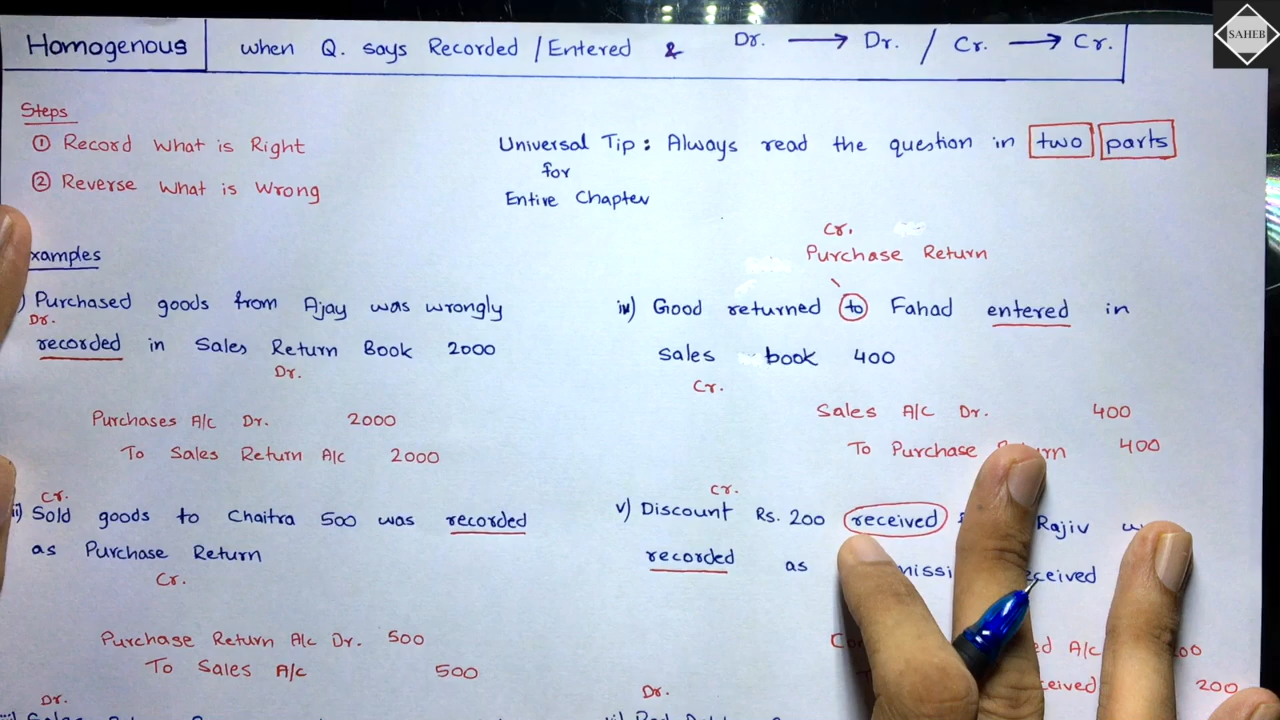 SAHEB
Homogenous when Q. says Recorded / Entered & Dr. → Dr. / Cr. → Cr.
Steps
① Record What is Right
② Reverse What is Wrong
Universal Tip : Always read the question in two parts
for
Entire Chapter
xamples
) Purchased goods from Ajay was wrongly
Dr.
recorded in Sales Return Book 2000
Dr.
Purchases A/c Dr. 2000
To Sales Return A/c 2000
Cr.
ii) Sold goods to Chaitra 500 was recorded
as Purchase Return
Cr.
Purchase Return A/c Dr. 500
To Sales A/c 500
Dr.
Cr.
Purchase Return
iv) Good returned to Fahad entered in
sales book 400
Cr.
Sales A/c Dr. 400
To Purchase 400
Cr.
v) Discount Rs. 200 received Rajiv
recorded as
A/c
200
Dr.